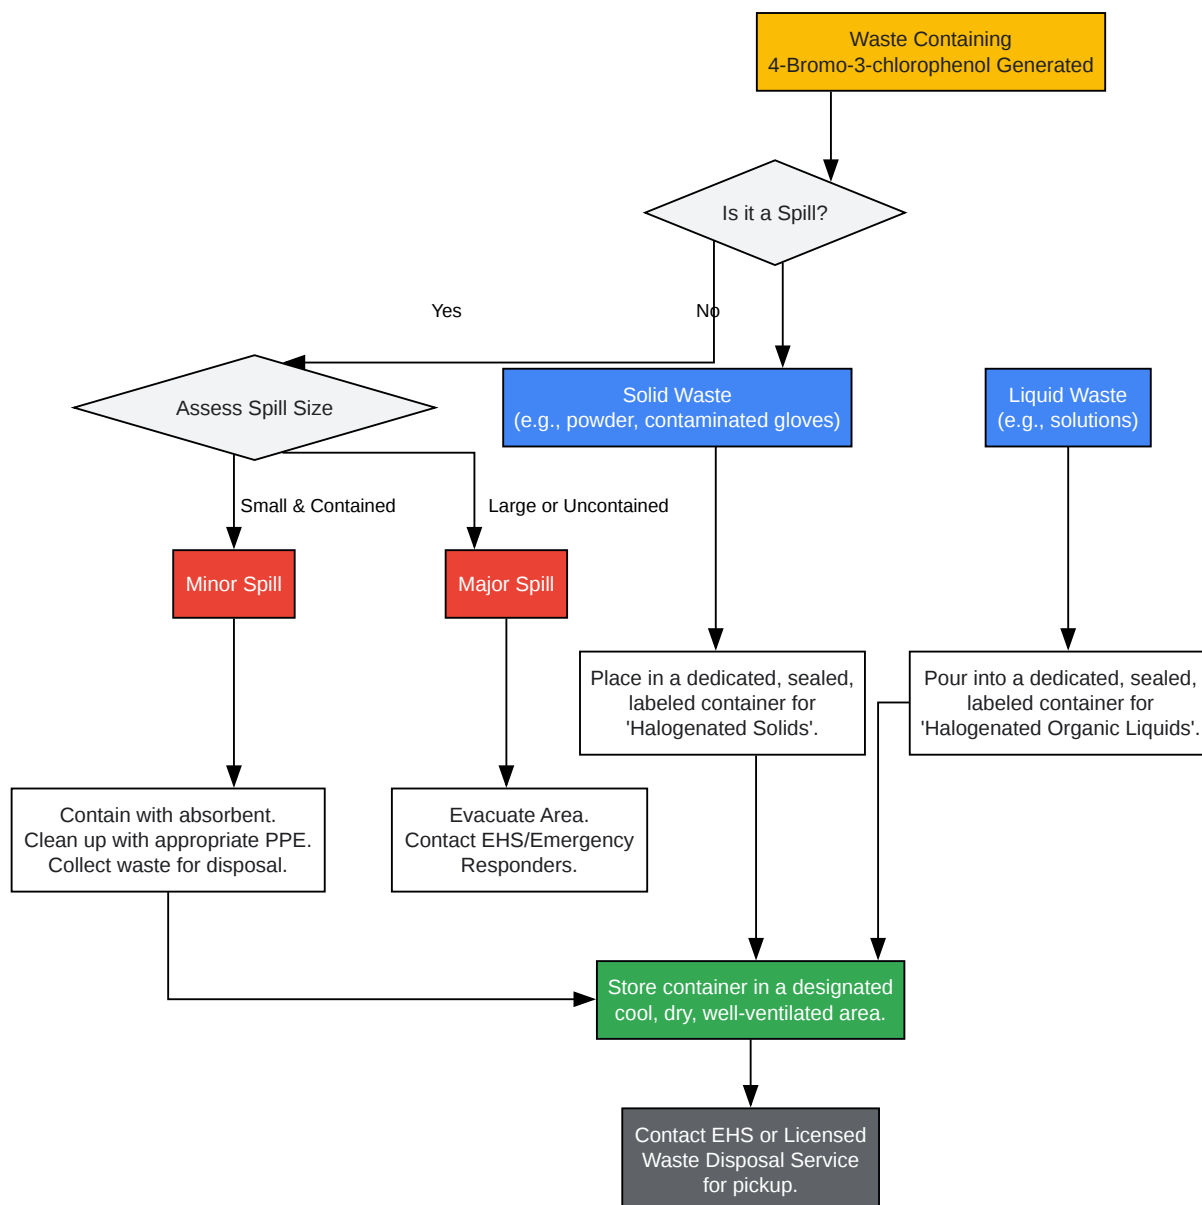 Waste Containing
4-Bromo-3-chlorophenol Generated
Is it a Spill?
Yes
No
Assess Spill Size
Solid Waste
(e.g., powder, contaminated gloves)
Liquid Waste
(e.g., solutions)
Small & Contained
Large or Uncontained
Minor Spill
Major Spill
Place in a dedicated, sealed,
labeled container for
'Halogenated Solids'.
Pour into a dedicated, sealed,
labeled container for
'Halogenated Organic Liquids'.
Contain with absorbent.
Clean up with appropriate PPE.
Collect waste for disposal.
Evacuate Area.
Contact EHS/Emergency
Responders.
Store container in a designated
cool, dry, well-ventilated area.
Contact EHS or Licensed
Waste Disposal Service
for pickup.